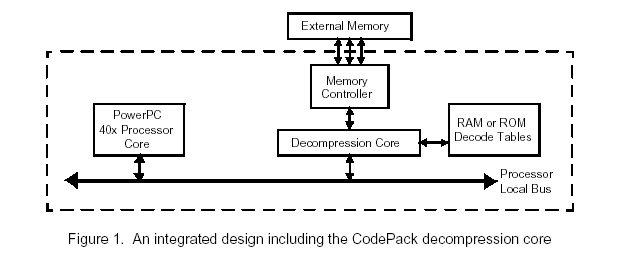 External Memory
Memory
Controller
PowerPC
40x Processor
Core
Decompression Core
RAM or ROM
Decode Tables
Processor
Local Bus
Figure 1.  An integrated design including the CodePack decompression core